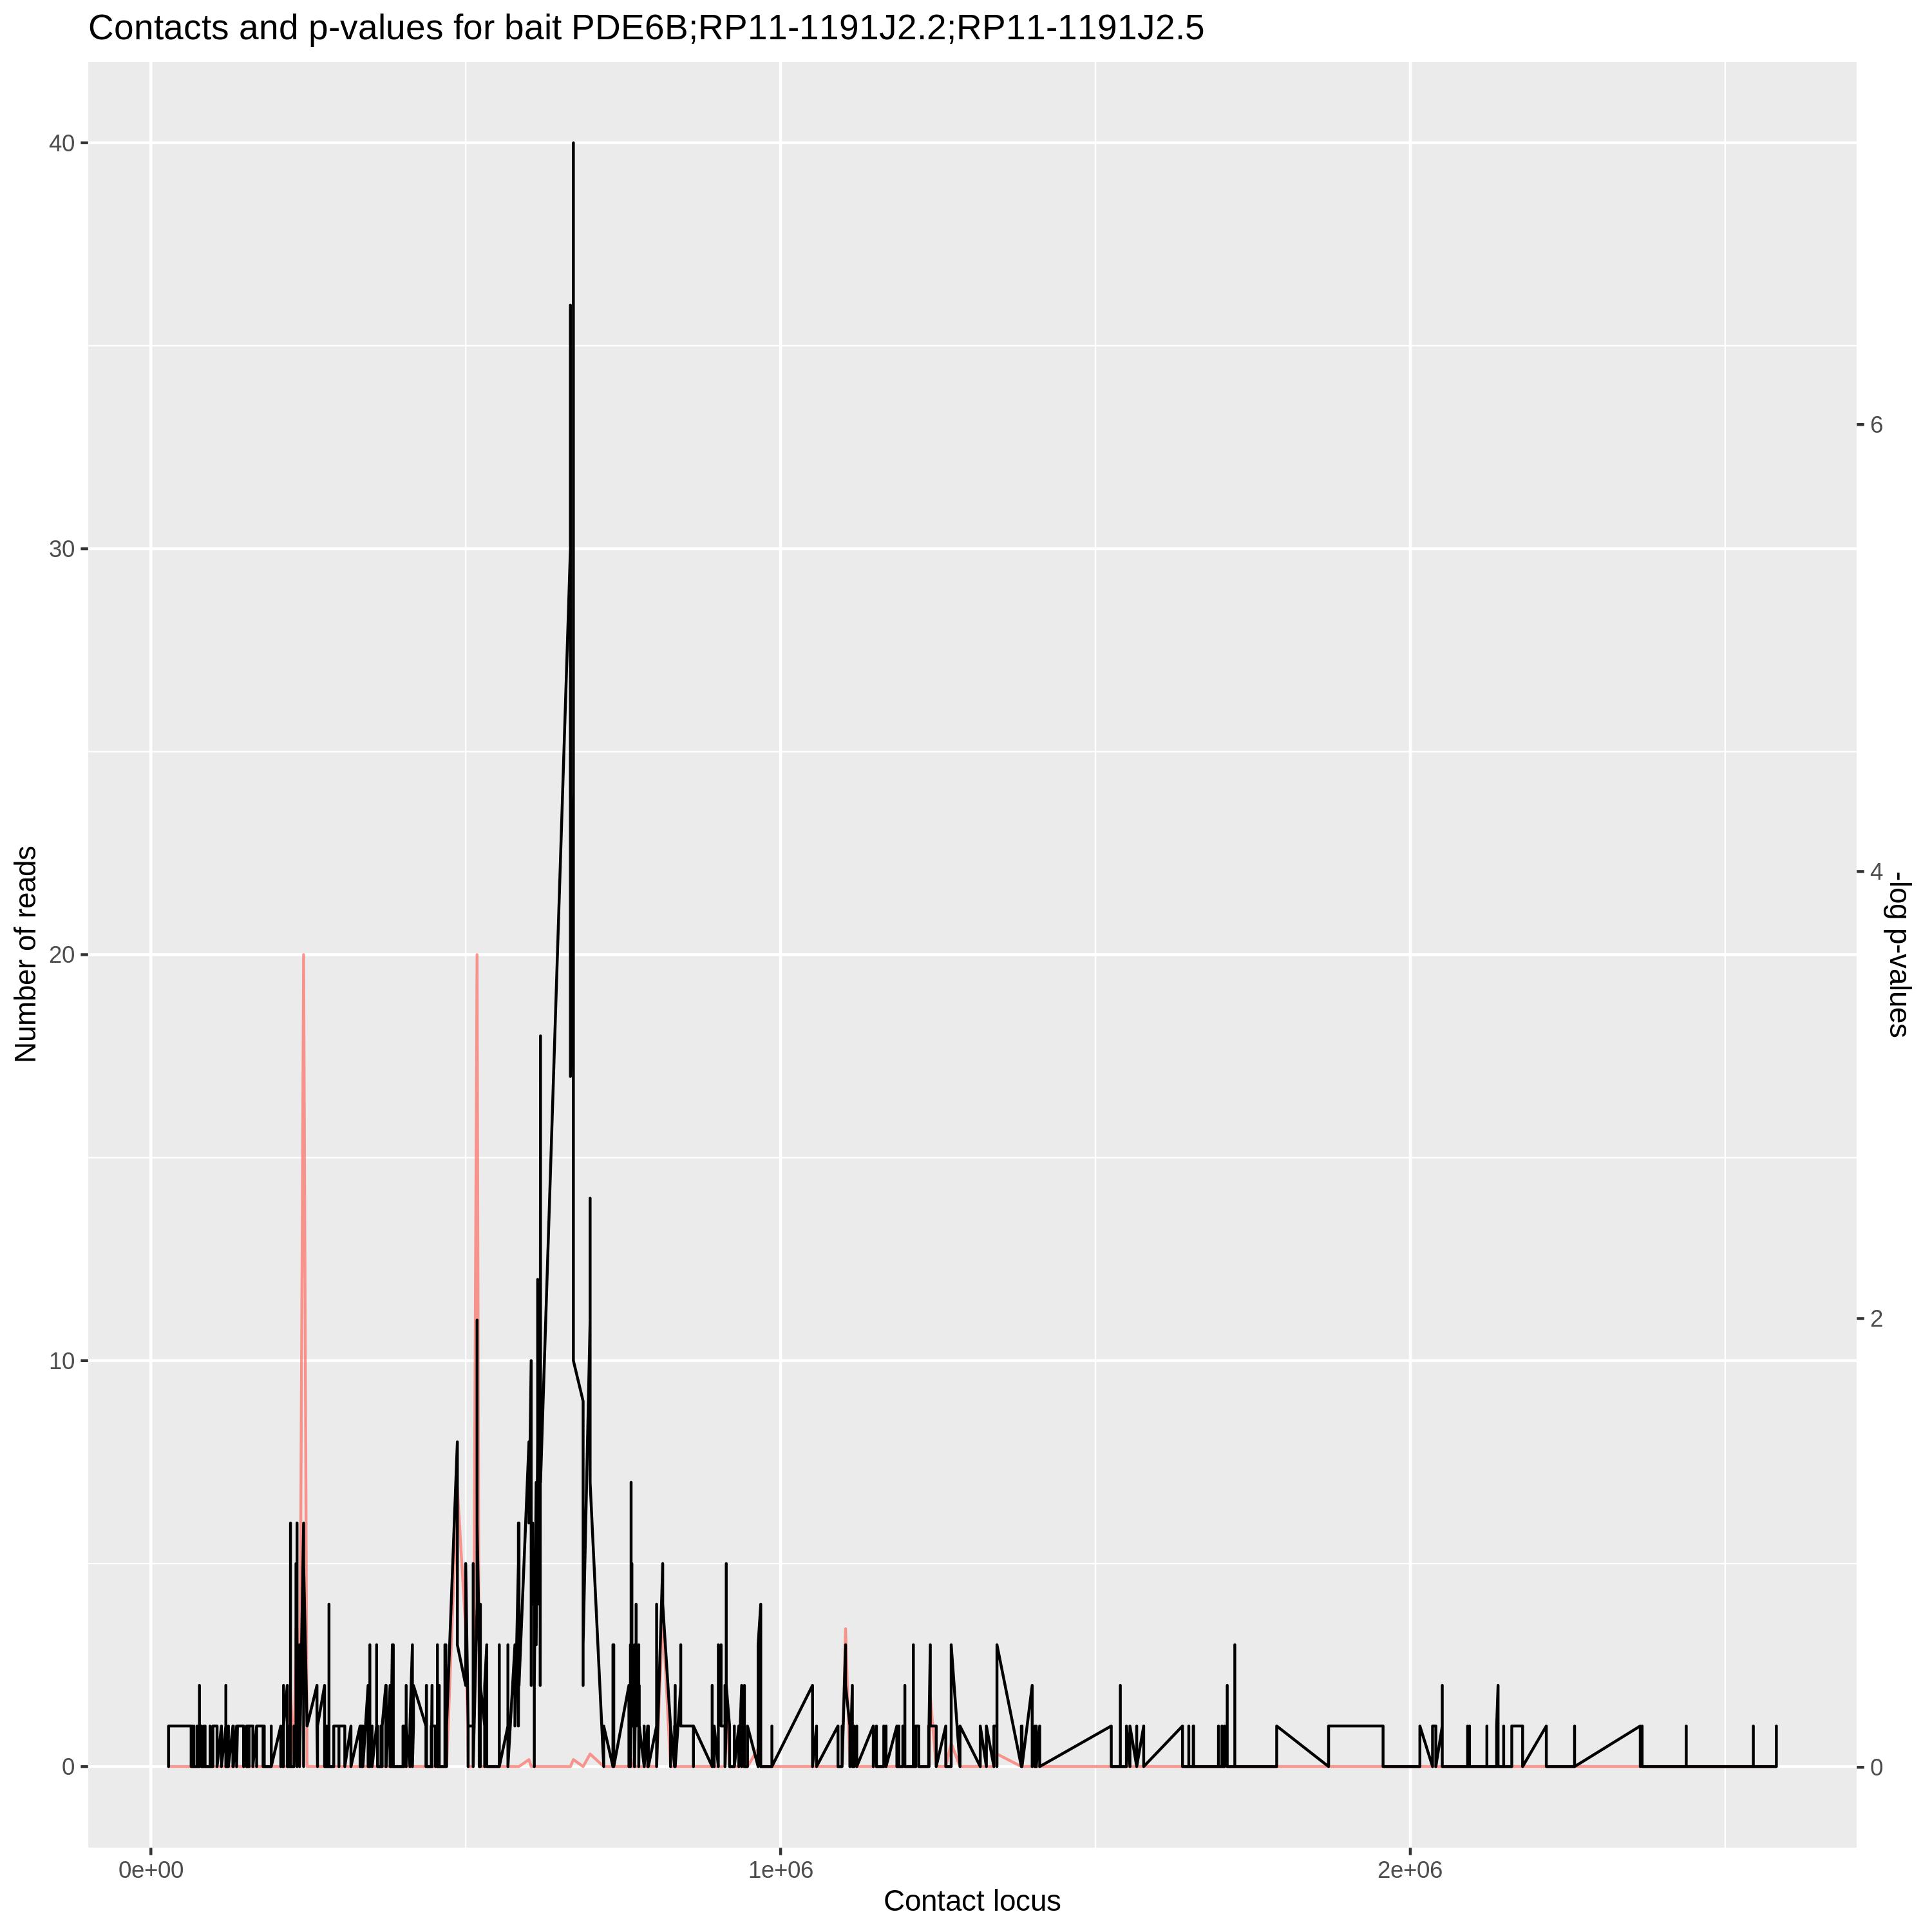 Contacts and p-values for bait PDE6B;RP11-1191J2.2;RP11-1191J2.5
40
30
20
10
0
Number of reads
6
4
2
0
-log p-values
0e+00
1e+06
2e+06
Contact locus